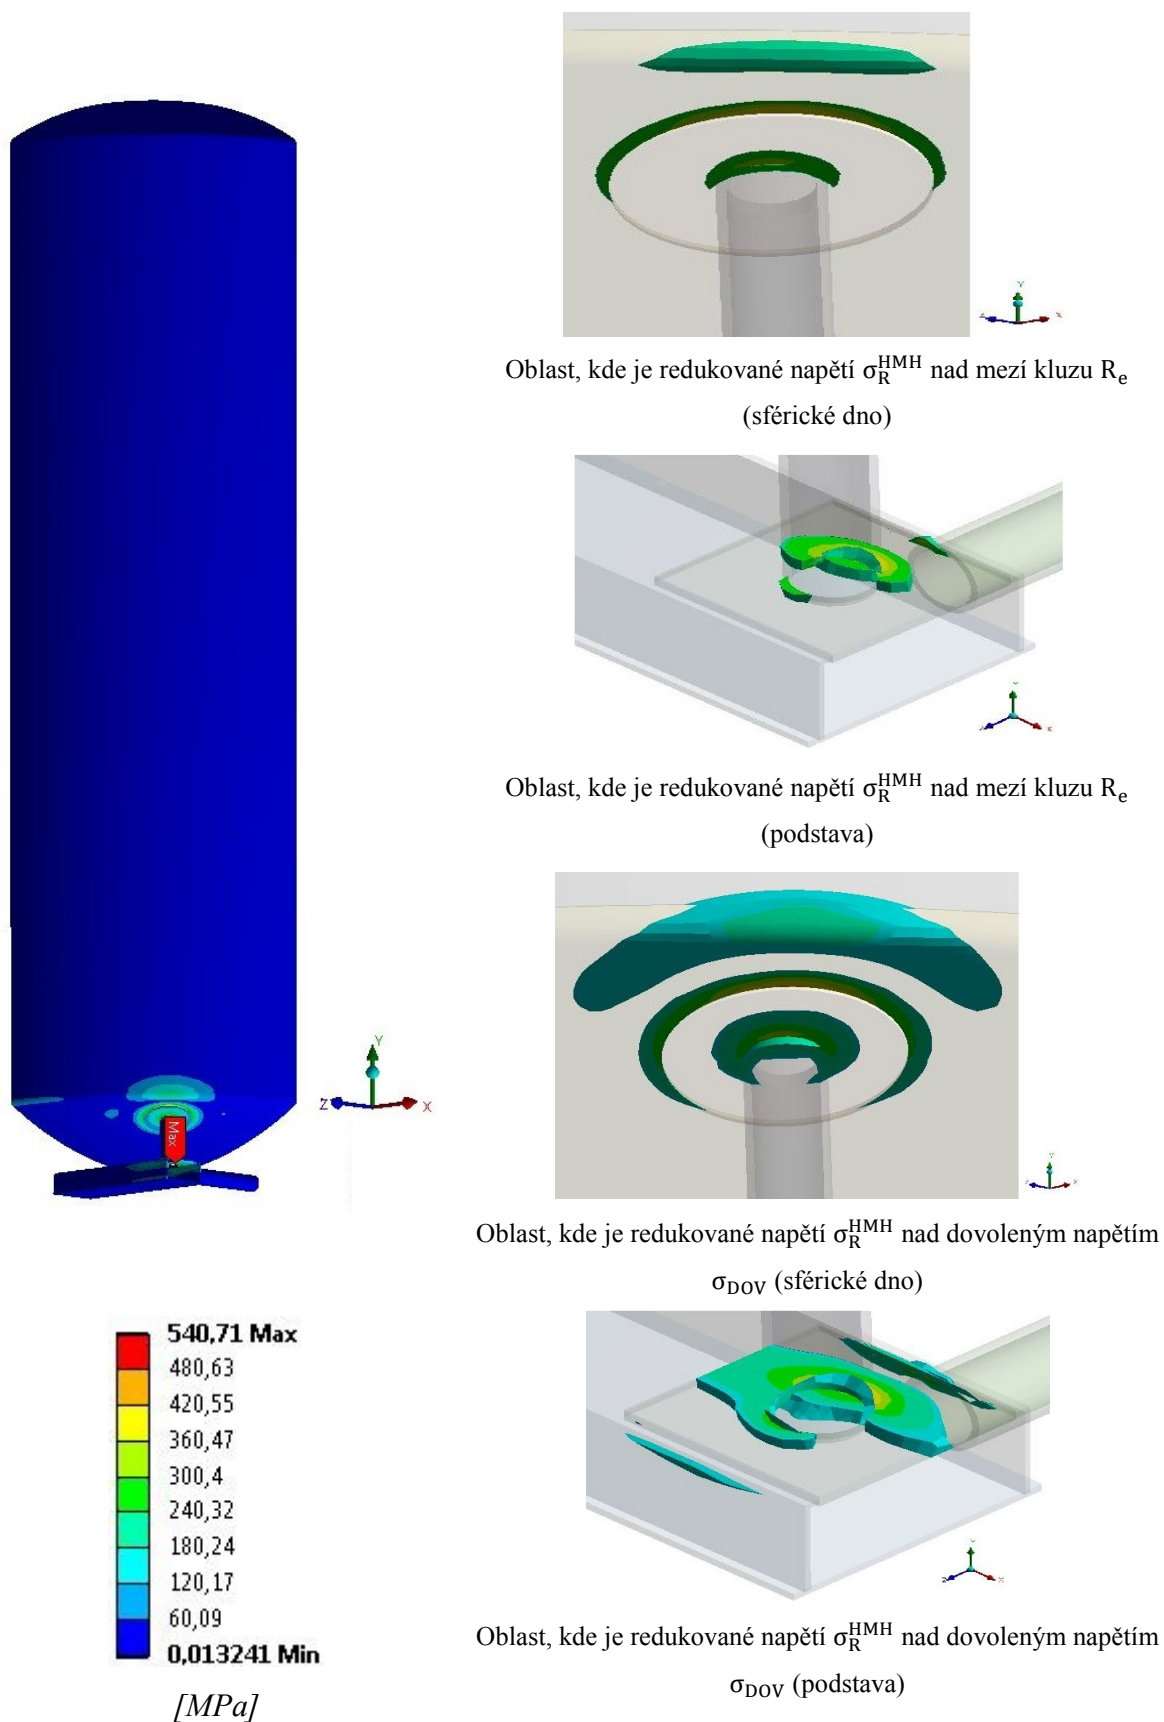 Oblast, kde je redukované napětí σ_R^HMH nad mezí kluzu R_e
(sférické dno)
Oblast, kde je redukované napětí σ_R^HMH nad mezí kluzu R_e
(podstava)
Max
Y
Z
X
Oblast, kde je redukované napětí σ_R^HMH nad dovoleným napětím
σ_DOV (sférické dno)
Oblast, kde je redukované napětí σ_R^HMH nad dovoleným napětím
σ_DOV (podstava)
540,71 Max
480,63
420,55
360,47
300,4
240,32
180,24
120,17
60,09
0,013241 Min
[MPa]